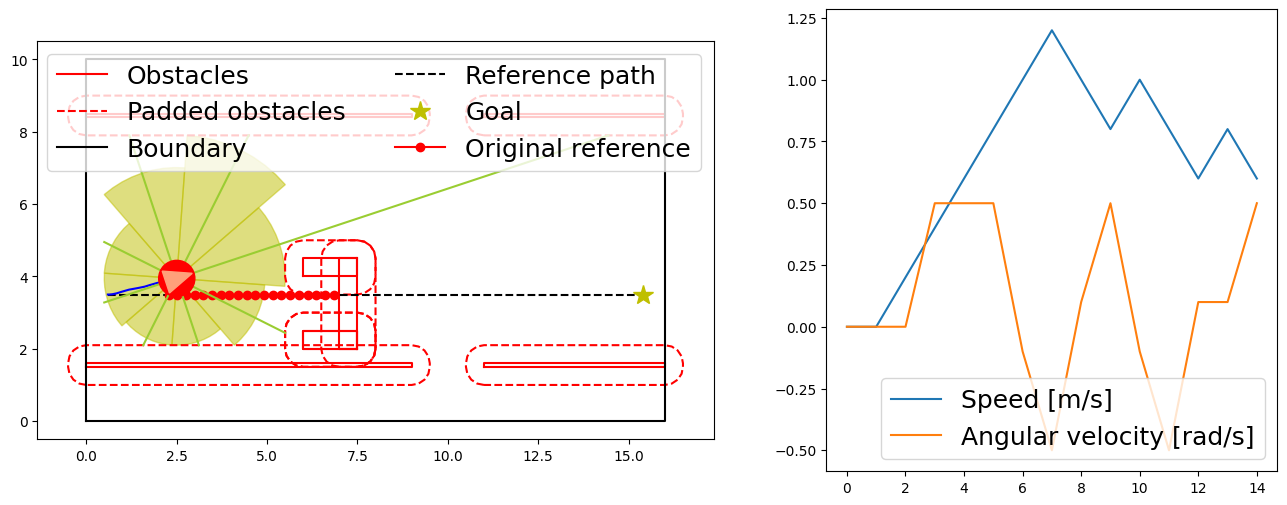 Obstacles
Padded obstacles
Boundary
Reference path
Goal
Original reference
10
8
6
4
2
0
0.0 2.5 5.0 7.5 10.0 12.5 15.0
1.25
1.00
0.75
0.50
0.25
0.00
-0.25
-0.50
Speed [m/s]
Angular velocity [rad/s]
0 2 4 6 8 10 12 14